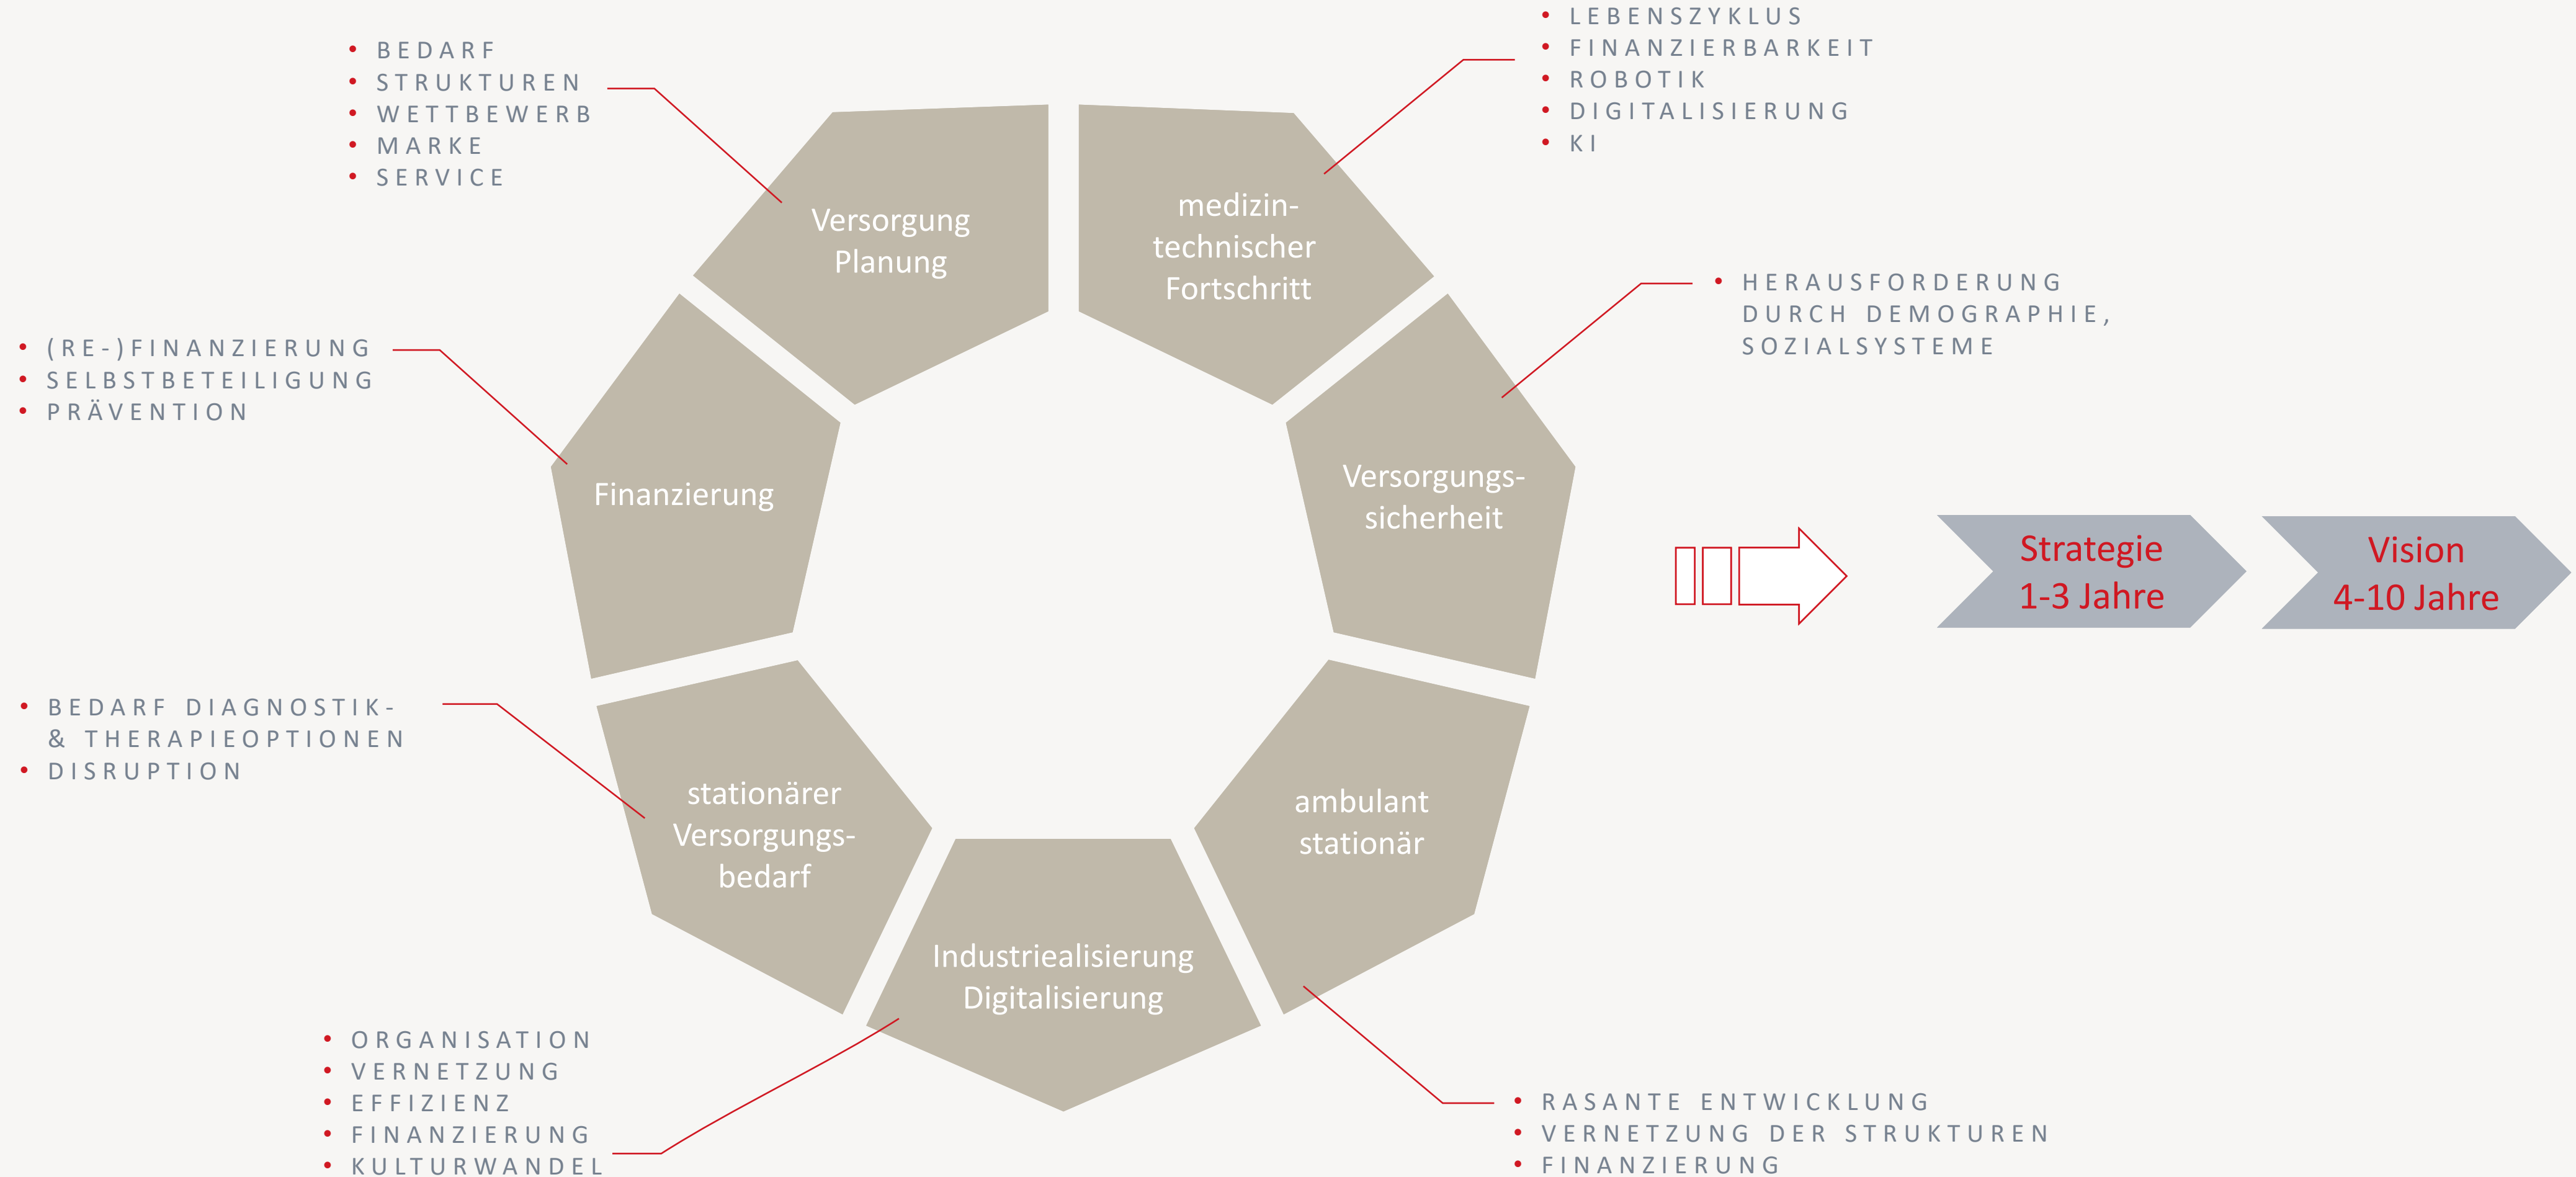 • BEDARF
• STRUKTUREN
• WETTBEWERB
• MARKE
• SERVICE
• LEBENSZYKLUS
• FINANZIERBARKEIT
• ROBOTIK
• DIGITALISIERUNG
• KI
Versorgung
Planung
medizin-
technischer
Fortschritt
• HERAUSFORDERUNG
DURCH DEMOGRAPHIE,
SOZIALSYSTEME
• (RE-)FINANZIERUNG
• SELBSTBETEILIGUNG
• PRÄVENTION
Finanzierung
Versorgungs-
sicherheit
Strategie
1-3 Jahre
Vision
4-10 Jahre
• BEDARF DIAGNOSTIK-
& THERAPIEOPTIONEN
• DISRUPTION
stationärer
Versorgungs-
bedarf
ambulant
stationär
Industriealisierung
Digitalisierung
• ORGANISATION
• VERNETZUNG
• EFFIZIENZ
• FINANZIERUNG
• KULTURWANDEL
• RASANTE ENTWICKLUNG
• VERNETZUNG DER STRUKTUREN
• FINANZIERUNG